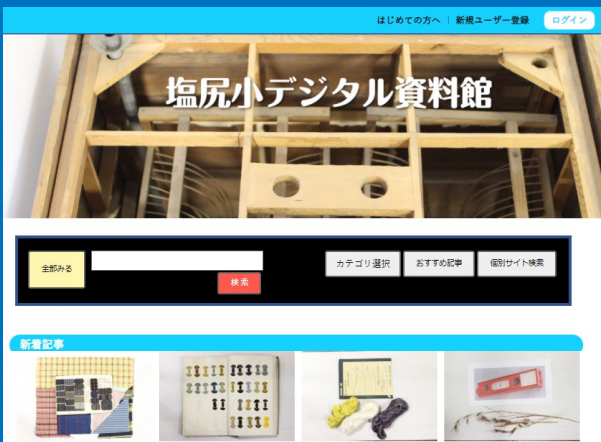 はじめての方へ | 新規ユーザー登録 ログイン
塩尻小デジタル資料館
全部みる
カテゴリ選択 おすすめ記事 個別サイト検索
検索
新着記事